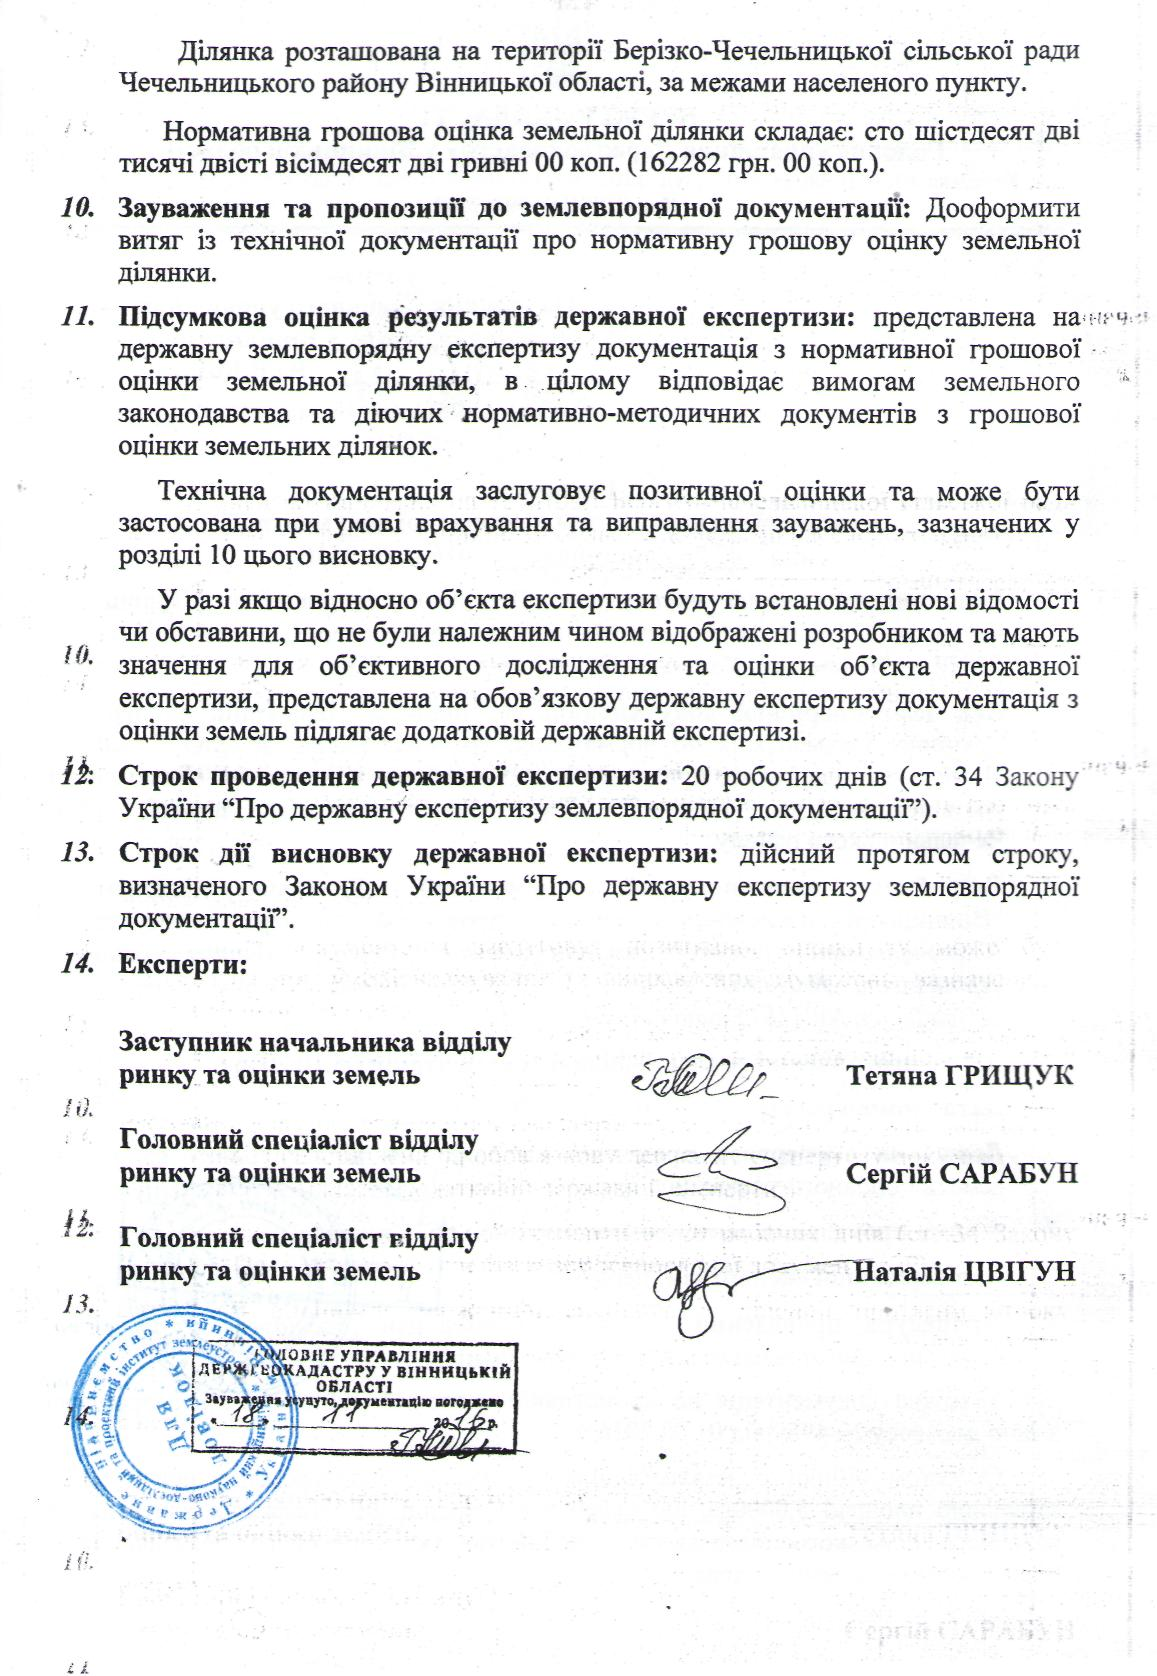 Ділянка розташована на території Берізко-Чечельницької сільської ради
Чечельницького району Вінницької області, за межами населеного пункту.
Нормативна грошова оцінка земельної ділянки складає: сто шістдесят дві
тисячі двісті вісімдесят дві гривні 00 коп. (162282 грн. 00 коп.).
10. Зауваження та пропозиції до землевпорядної документації: Дооформити
витяг із технічної документації про нормативну грошову оцінку земельної
ділянки.
11. Підсумкова оцінка результатів державної експертизи: представлена на
державну землевпорядну експертизу документація з нормативної грошової
оцінки земельної ділянки, в цілому відповідає вимогам земельного
законодавства та діючих нормативно-методичних документів з грошової
оцінки земельних ділянок.
Технічна документація заслуговує позитивної оцінки та може бути
застосована при умові врахування та виправлення зауважень, зазначених у
розділі 10 цього висновку.
У разі якщо відносно об’єкта експертизи будуть встановлені нові відомості
чи обставини, що не були належним чином відображені розробником та мають
значення для об’єктивного дослідження та оцінки об’єкта державної
експертизи, представлена на обов’язкову державну експертизу документація з
оцінки земель підлягає додатковій державній експертизі.
12. Строк проведення державної експертизи: 20 робочих днів (ст. 34 Закону
України “Про державну експертизу землевпорядної документації”).
13. Строк дії висновку державної експертизи: дійсний протягом строку,
визначеного Законом України “Про державну експертизу землевпорядної
документації”.
14. Експерти:
Заступник начальника відділу
ринку та оцінки земель Тетяна ГРИЩУК
Головний спеціаліст відділу
ринку та оцінки земель Сергій САРАБУН
Головний спеціаліст відділу
ринку та оцінки земель Наталія ЦВІГУН
ГОЛОВНЕ УПРАВЛІННЯ
ДЕРЖГЕОКАДАСТРУ У ВІННИЦЬКІЙ
ОБЛАСТІ
Зауваження усунуто, документацію погоджено
« 18 » 11 2016 р.
Для
довідок